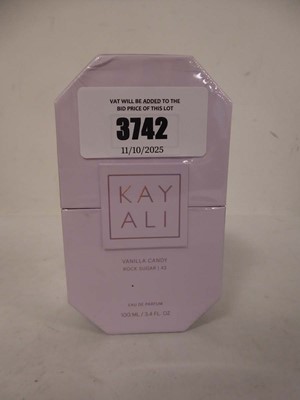 VAT WILL BE ADDED TO THE
BID PRICE OF THIS LOT
3742
11/10/2025
KAY
ALI
VANILLA CANDY
ROCK SUGAR | 42
EAU DE PARFUM
100 ML / 3.4 FL. OZ